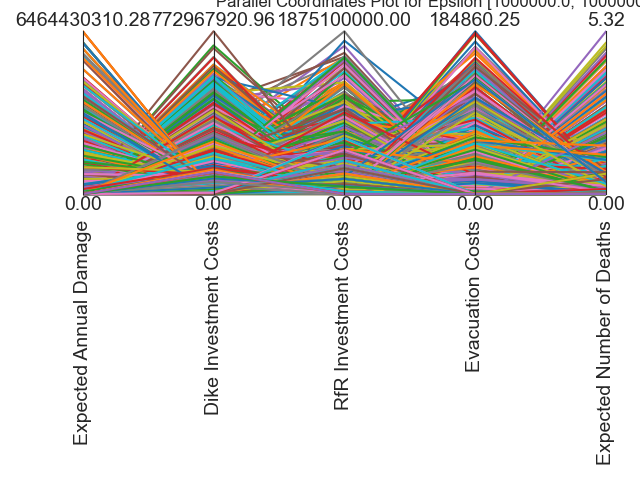 Parallel Coordinates Plot for Epsilon [1000000.0, 1000000
6464430310.28 772967920.96 1875100000.00 184860.25 5.32
0.00 0.00 0.00 0.00 0.00
Expected Annual Damage
Dike Investment Costs
RfR Investment Costs
Evacuation Costs
Expected Number of Deaths